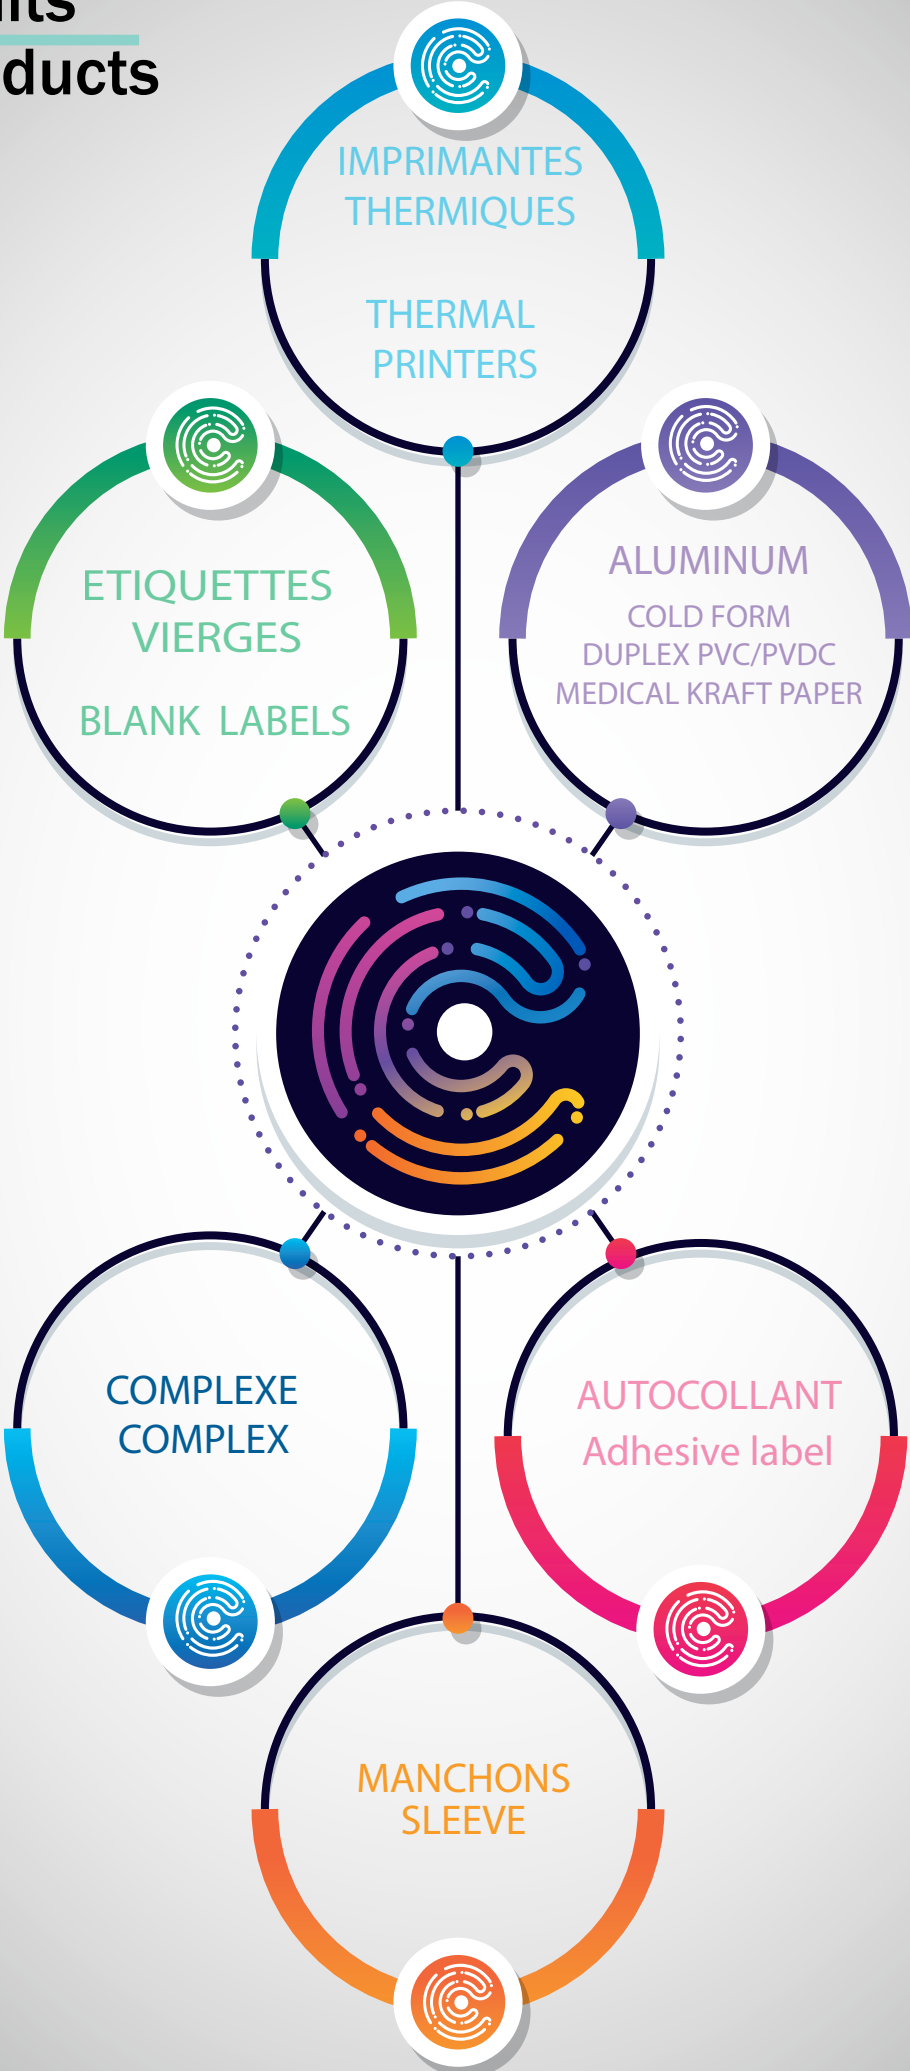 IMPRIMANTES
THERMIQUES
THERMAL
PRINTERS
ETIQUETTES
VIERGES
BLANK LABELS
ALUMINUM
COLD FORM
DUPLEX PVC/PVDC
MEDICAL KRAFT PAPER
COMPLEXE
COMPLEX
AUTOCOLLANT
Adhesive label
MANCHONS
SLEEVE